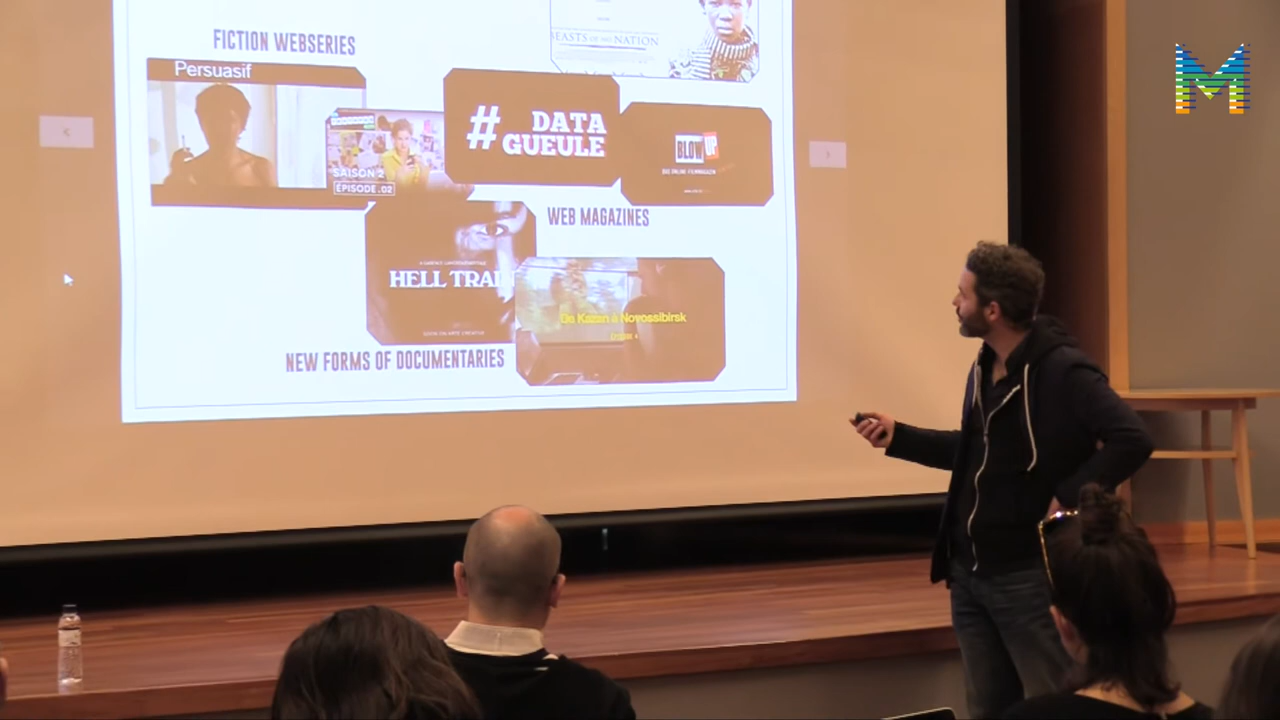 BEASTS OF NO NATION
FICTION WEBSERIES
Persuasif
# DATA
GUEULE
BLOW UP
SAISON 2
ÉPISODE.02
WEB MAGAZINES
HELL TRAIN
De Kazan à Novossibirsk
NEW FORMS OF DOCUMENTARIES
M